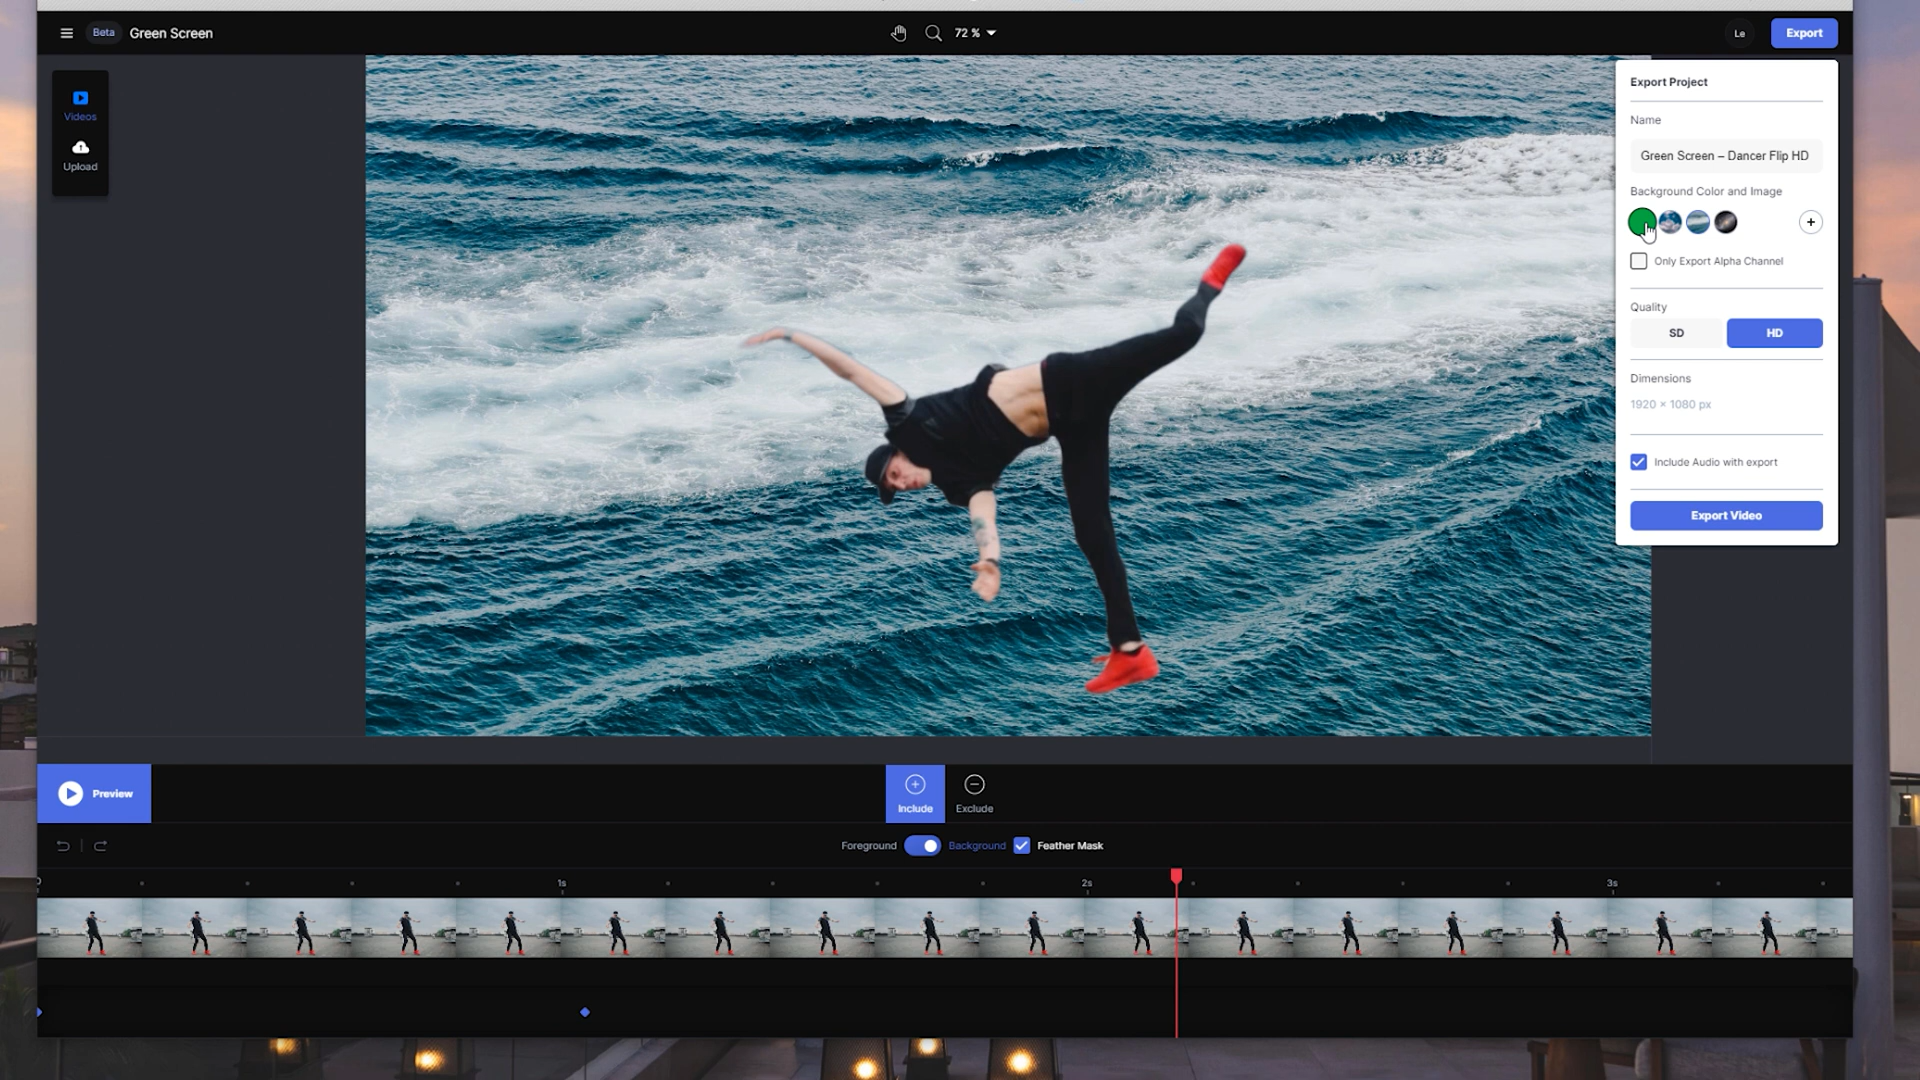 Beta Green Screen
72 %
Le
Export
Videos
Upload
Export Project
Name
Green Screen – Dancer Flip HD
Background Color and Image
Only Export Alpha Channel
Quality
SD HD
Dimensions
1920 × 1080 px
Include Audio with export
Export Video
Preview
Include
Exclude
Foreground Background Feather Mask
1s 2s 3s